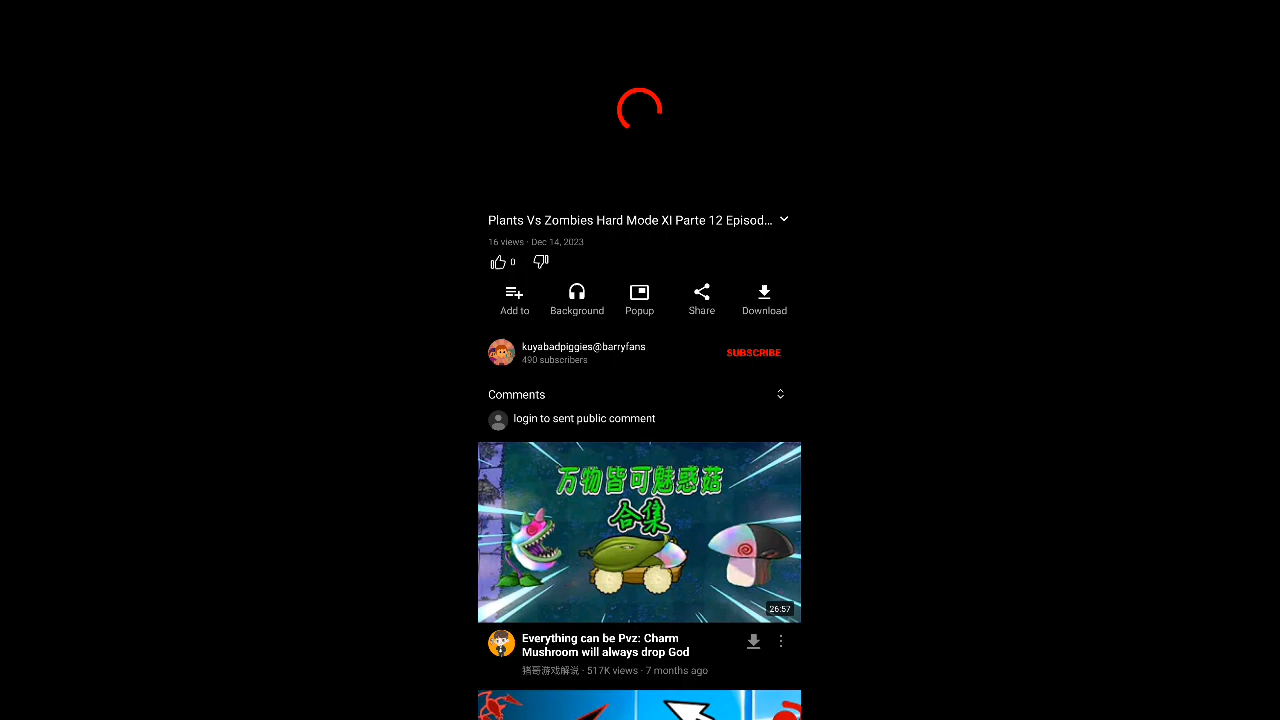 Plants Vs Zombies Hard Mode XI Parte 12 Episod...
16 views · Dec 14, 2023
0
Add to
Background
Popup
Share
Download
kuyabadpiggies@barryfans
490 subscribers
SUBSCRIBE
Comments
login to sent public comment
万物皆可魅惑菇
合集
26:57
Everything can be Pvz: Charm
Mushroom will always drop God
猪哥游戏解说 · 517K views · 7 months ago